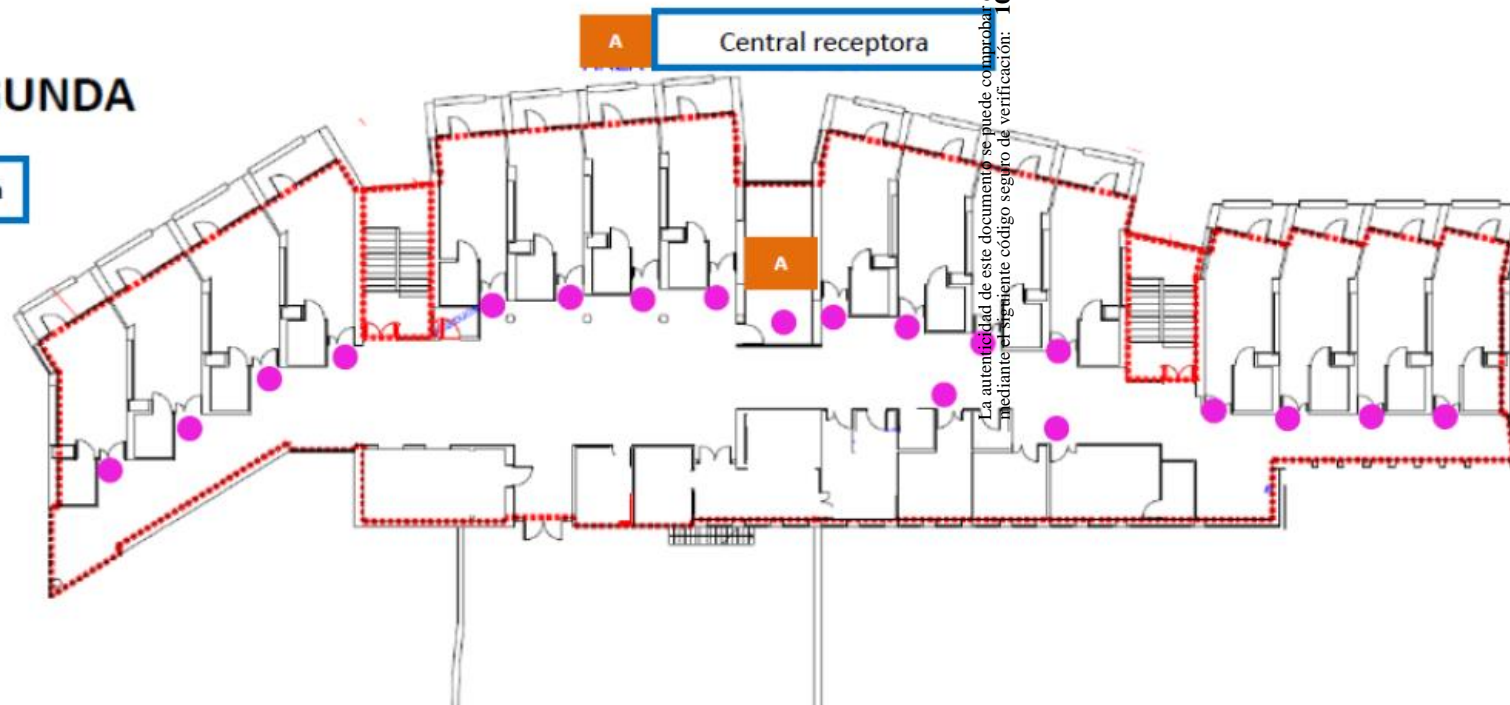 A
Central receptora
UNDA
A
La autenticidad de este documento se puede comprobar
mediante el siguiente código seguro de verificación: